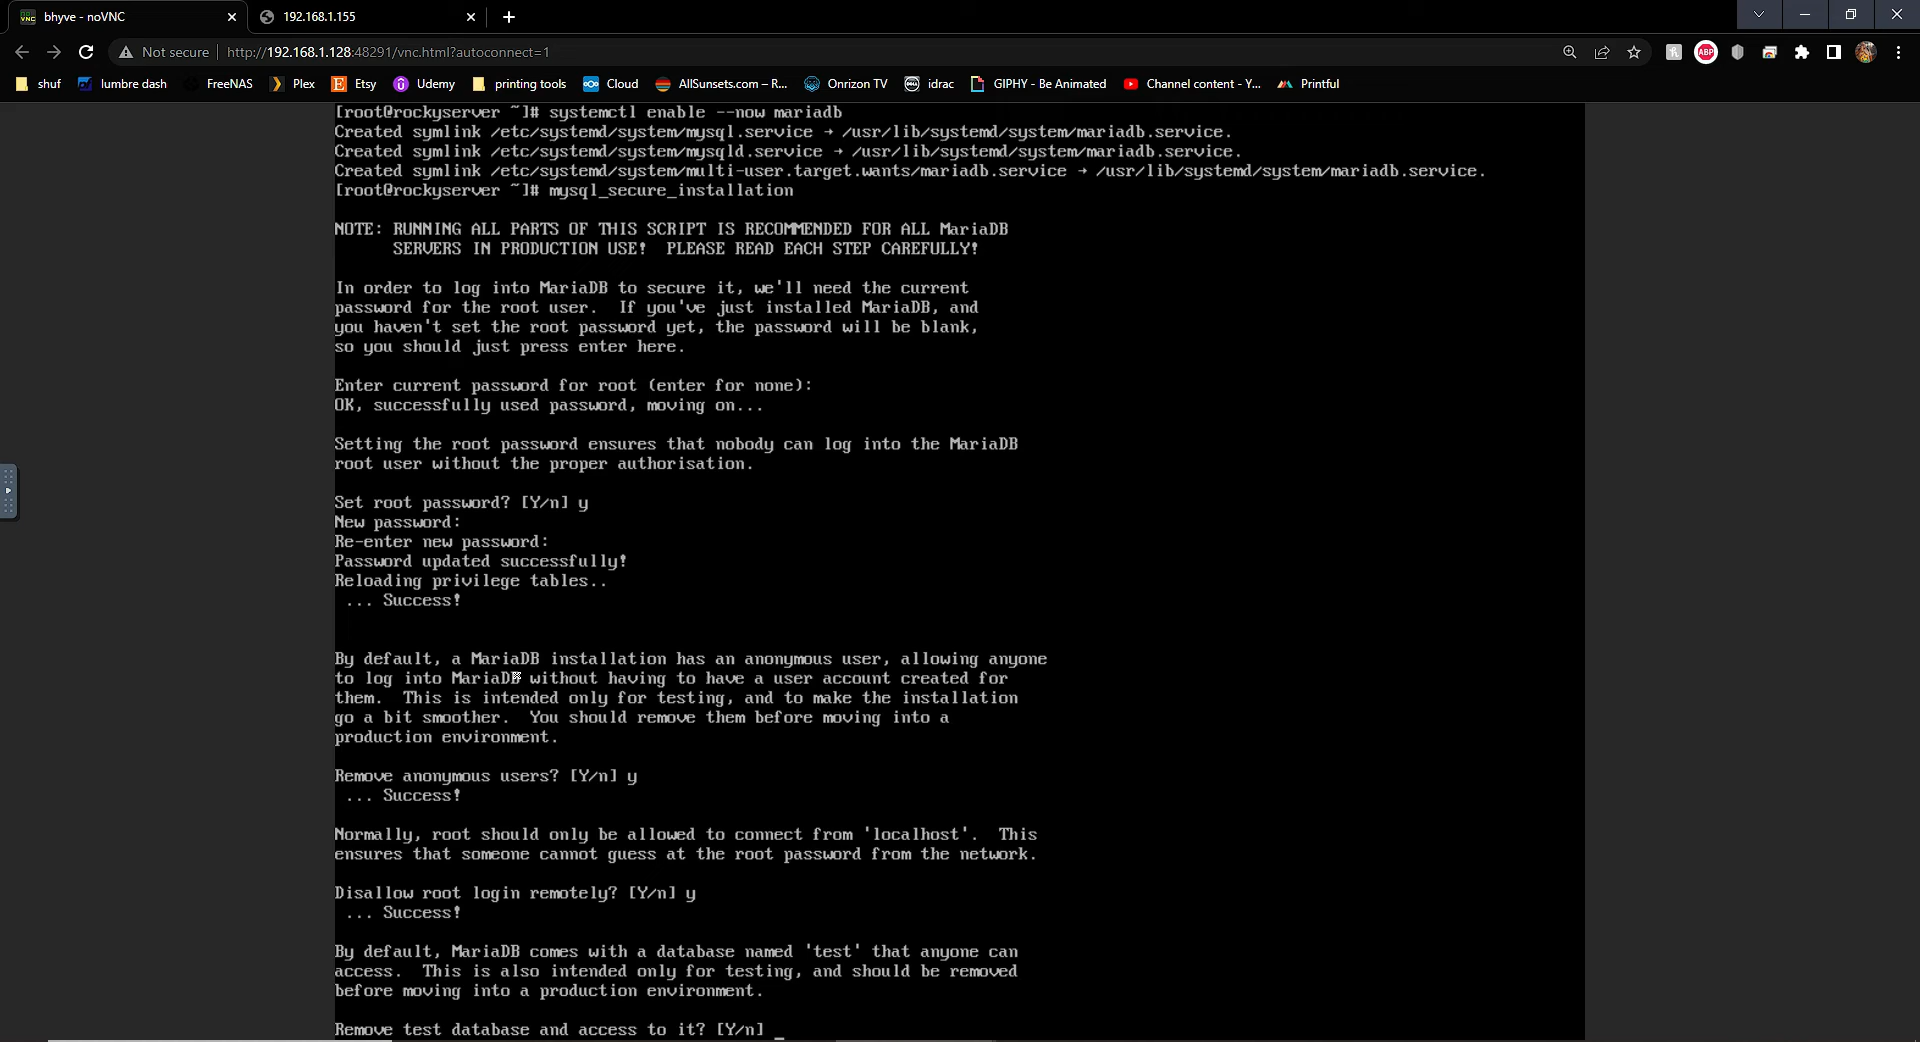 bhyve - noVNC
192.168.1.155
Not secure
http://192.168.1.128:48291/vnc.html?autoconnect=1
shuf
lumbre dash
FreeNAS
Plex
Etsy
Udemy
printing tools
Cloud
AllSunsets.com – R...
Onrizon TV
idrac
GIPHY - Be Animated
Channel content - Y...
Printful
[root@rockyserver ~]# systemctl enable --now mariadb
Created symlink /etc/systemd/system/mysql.service → /usr/lib/systemd/system/mariadb.service.
Created symlink /etc/systemd/system/mysqld.service → /usr/lib/systemd/system/mariadb.service.
Created symlink /etc/systemd/system/multi-user.target.wants/mariadb.service → /usr/lib/systemd/system/mariadb.service.
[root@rockyserver ~]# mysql_secure_installation
NOTE: RUNNING ALL PARTS OF THIS SCRIPT IS RECOMMENDED FOR ALL MariaDB
SERVERS IN PRODUCTION USE!  PLEASE READ EACH STEP CAREFULLY!
In order to log into MariaDB to secure it, we'll need the current
password for the root user.  If you've just installed MariaDB, and
you haven't set the root password yet, the password will be blank,
so you should just press enter here.
Enter current password for root (enter for none):
OK, successfully used password, moving on...
Setting the root password ensures that nobody can log into the MariaDB
root user without the proper authorisation.
Set root password? [Y/n] y
New password:
Re-enter new password:
Password updated successfully!
Reloading privilege tables..
... Success!
By default, a MariaDB installation has an anonymous user, allowing anyone
to log into MariaDB without having to have a user account created for
them.  This is intended only for testing, and to make the installation
go a bit smoother.  You should remove them before moving into a
production environment.
Remove anonymous users? [Y/n] y
... Success!
Normally, root should only be allowed to connect from 'localhost'.  This
ensures that someone cannot guess at the root password from the network.
Disallow root login remotely? [Y/n] y
... Success!
By default, MariaDB comes with a database named 'test' that anyone can
access.  This is also intended only for testing, and should be removed
before moving into a production environment.
Remove test database and access to it? [Y/n] _